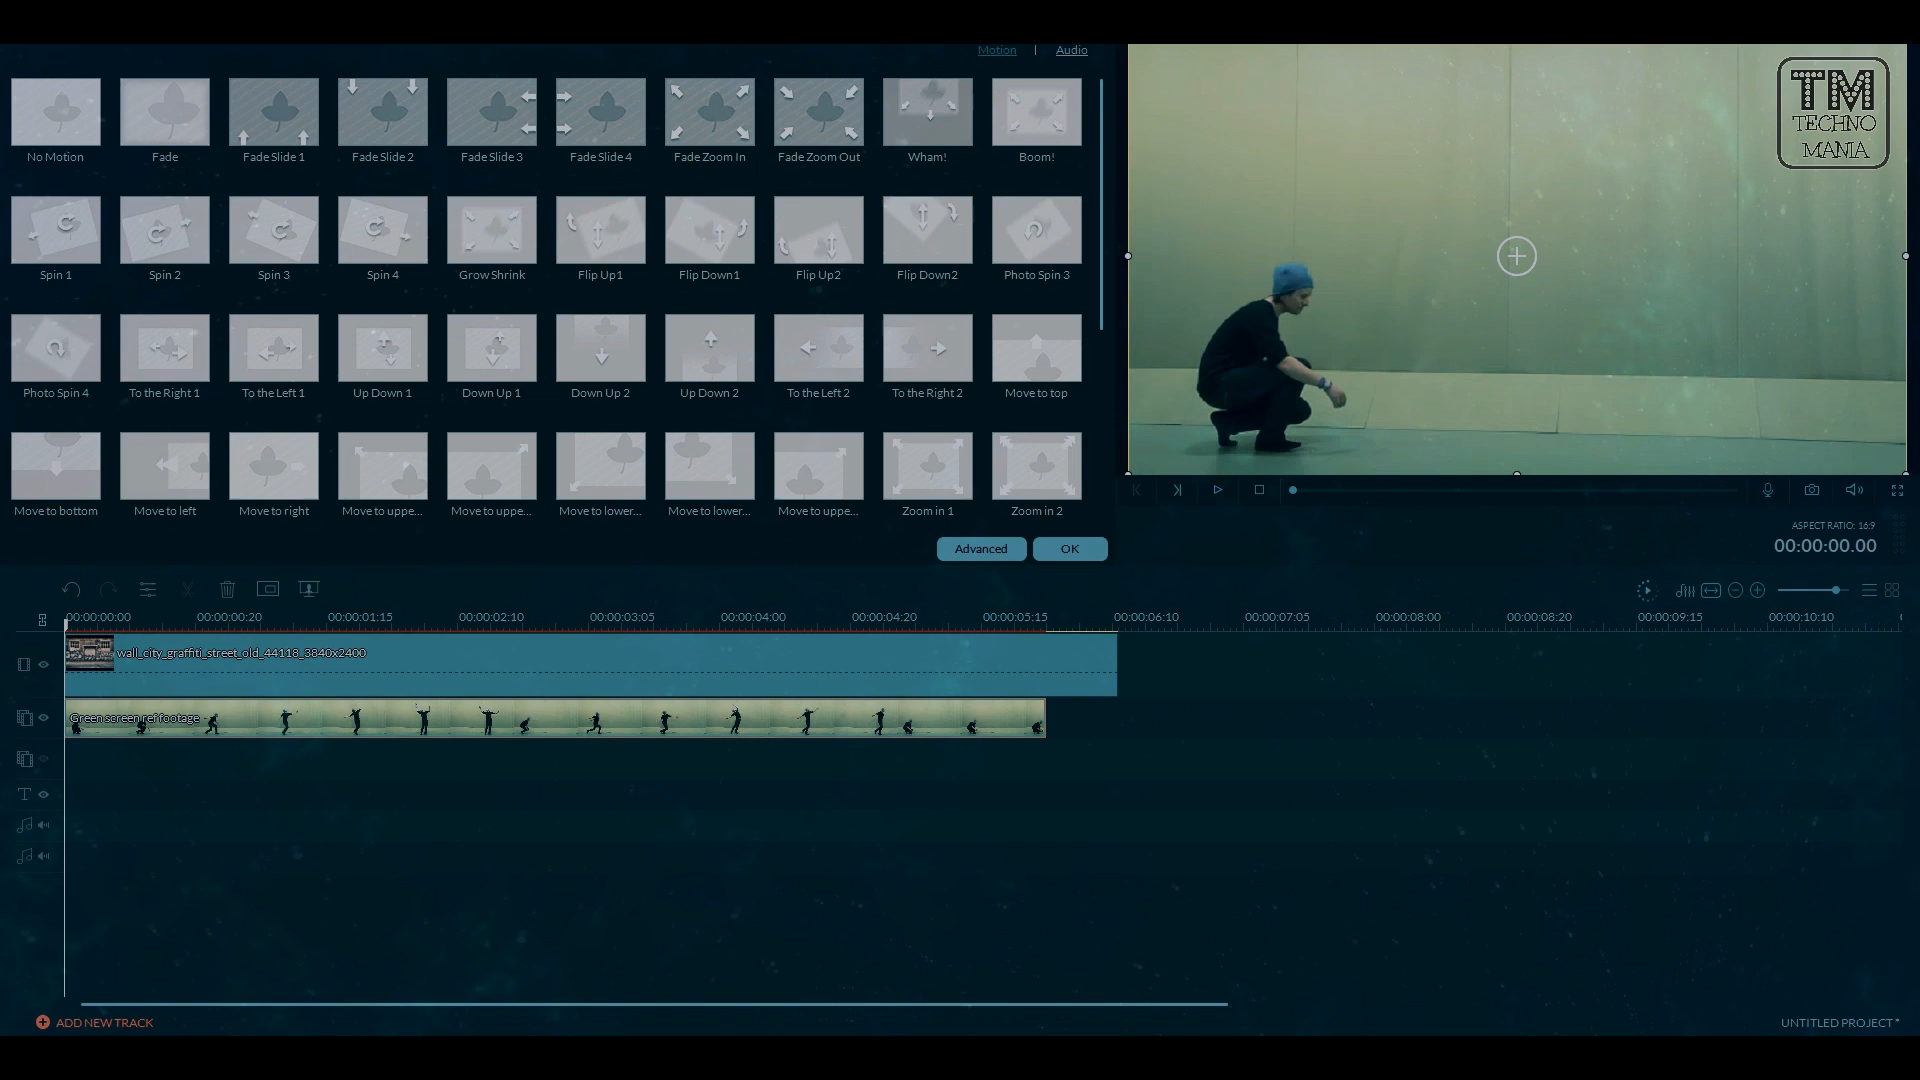 Motion | Audio
No Motion Fade Fade Slide 1 Fade Slide 2 Fade Slide 3 Fade Slide 4 Fade Zoom In Fade Zoom Out Wham! Boom!
Spin 1 Spin 2 Spin 3 Spin 4 Grow Shrink Flip Up1 Flip Down1 Flip Up2 Flip Down2 Photo Spin 3
Photo Spin 4 To the Right 1 To the Left 1 Up Down 1 Down Up 1 Down Up 2 Up Down 2 To the Left 2 To the Right 2 Move to top
Move to bottom Move to left Move to right Move to uppe... Move to uppe... Move to lower... Move to lower... Move to uppe... Zoom in 1 Zoom in 2
Advanced OK
TM
TECHNO
MANIA
ASPECT RATIO: 16:9
00:00:00.00
00:00:00:00 00:00:00:20 00:00:01:15 00:00:02:10 00:00:03:05 00:00:04:00 00:00:04:20 00:00:05:15 00:00:06:10 00:00:07:05 00:00:08:00 00:00:08:20 00:00:09:15 00:00:10:10
wall_city_graffiti_street_old_44118_3840x2400
Green screen ref footage
ADD NEW TRACK
UNTITLED PROJECT *